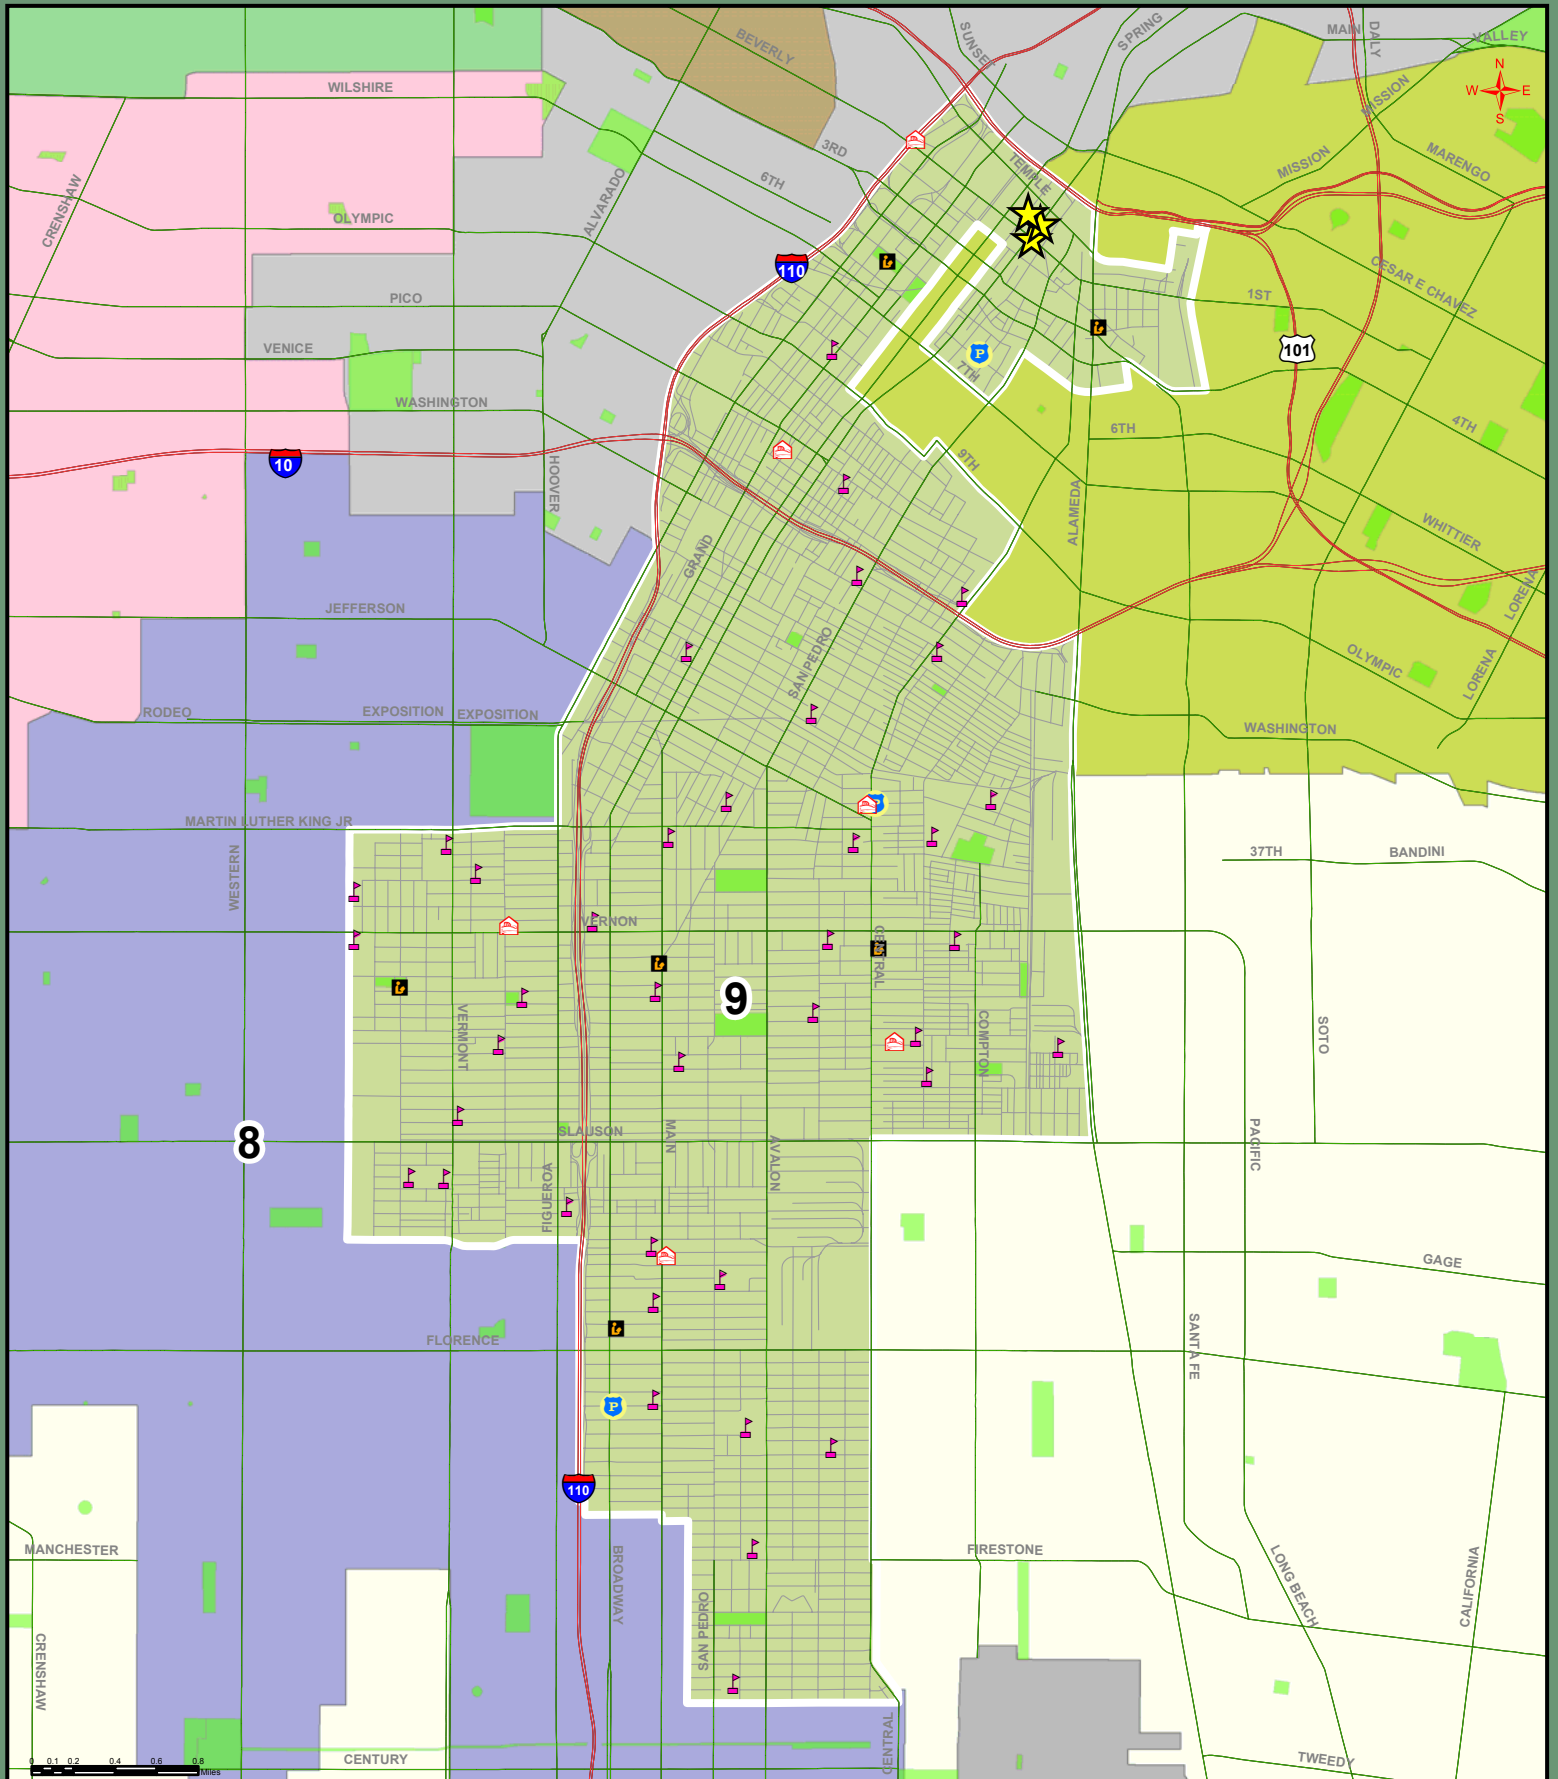 MAIN
DALY
VALLEY
SUNSET
SPRING
BEVERLY
N
W E
S
WILSHIRE
MISSION
3RD
MISSION
MARENGO
TEMPLE
6TH
CRENSHAW
ALVARADO
OLYMPIC
110
CESAR E CHAVEZ
PICO
1ST
VENICE
101
P
7TH
WASHINGTON
4TH
6TH
10
9TH
HOOVER
ALAMEDA
WHITTIER
GRAND
LORENA
JEFFERSON
SAN PEDRO
OLYMPIC
LORENA
RODEO
EXPOSITION
EXPOSITION
WASHINGTON
P
MARTIN LUTHER KING JR
37TH
BANDINI
WESTERN
VERNON
CENTRAL
9
VERMONT
COMPTON
SOTO
8
SLAUSON
MAIN
AVALON
PACIFIC
FIGUEROA
GAGE
FLORENCE
SANTA FE
P
110
MANCHESTER
BROADWAY
FIRESTONE
LONG BEACH
CALIFORNIA
SAN PEDRO
CRENSHAW
CENTRAL
CENTURY
TWEEDY
0 0.1 0.2 0.4 0.6 0.8
Miles